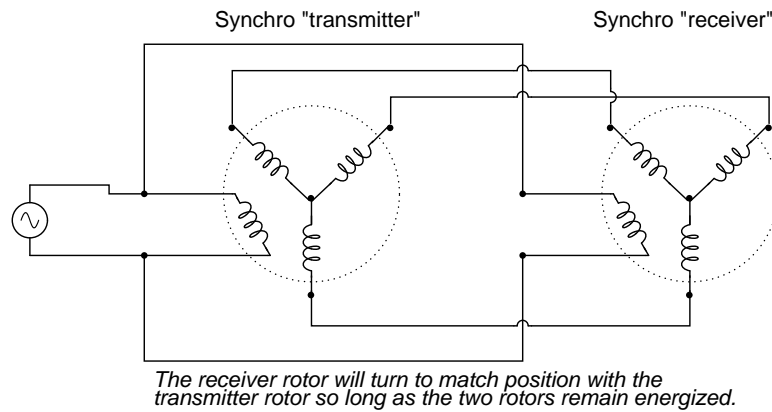 Synchro "transmitter"
Synchro "receiver"
The receiver rotor will turn to match position with the
transmitter rotor so long as the two rotors remain energized.